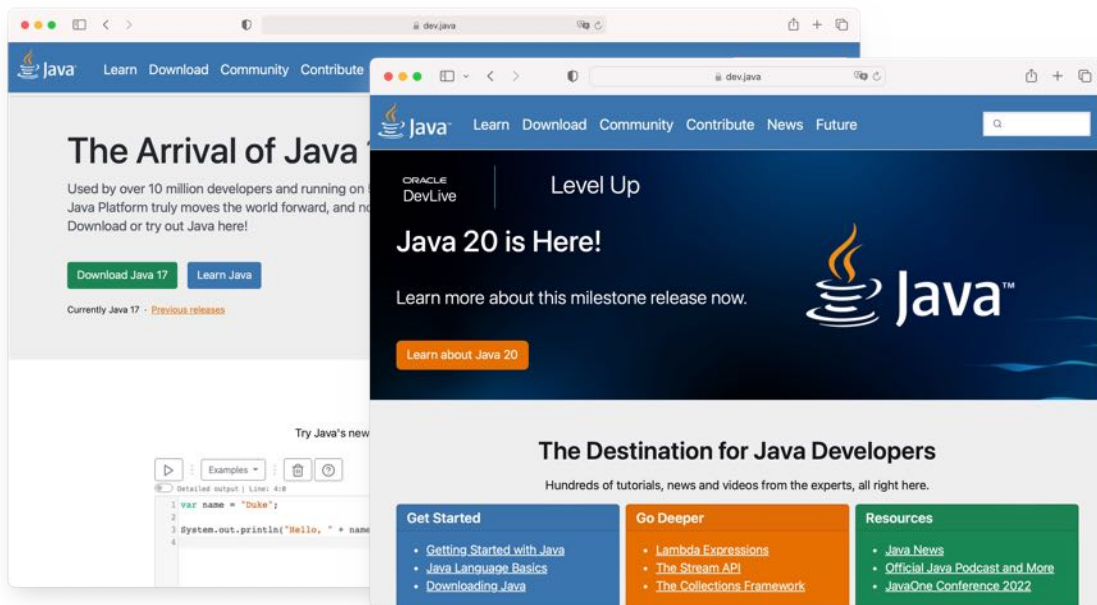 dev.java
Java
Learn Download Community Contribute
The Arrival of Java
Used by over 10 million developers and running on
Java Platform truly moves the world forward, and
Download or try out Java here!
Download Java 17 Learn Java
Currently Java 17 · Previous releases
Try Java's new
Examples
Detailed output | Line: 4:0
1 var name = "Duke";
2
3 System.out.println("Hello, " + name
4
dev.java
Java Learn Download Community Contribute News Future
ORACLE
DevLive
Level Up
Java 20 is Here!
Learn more about this milestone release now.
Learn about Java 20
Java™
The Destination for Java Developers
Hundreds of tutorials, news and videos from the experts, all right here.
Get Started
• Getting Started with Java
• Java Language Basics
• Downloading Java
Go Deeper
• Lambda Expressions
• The Stream API
• The Collections Framework
Resources
• Java News
• Official Java Podcast and More
• JavaOne Conference 2022